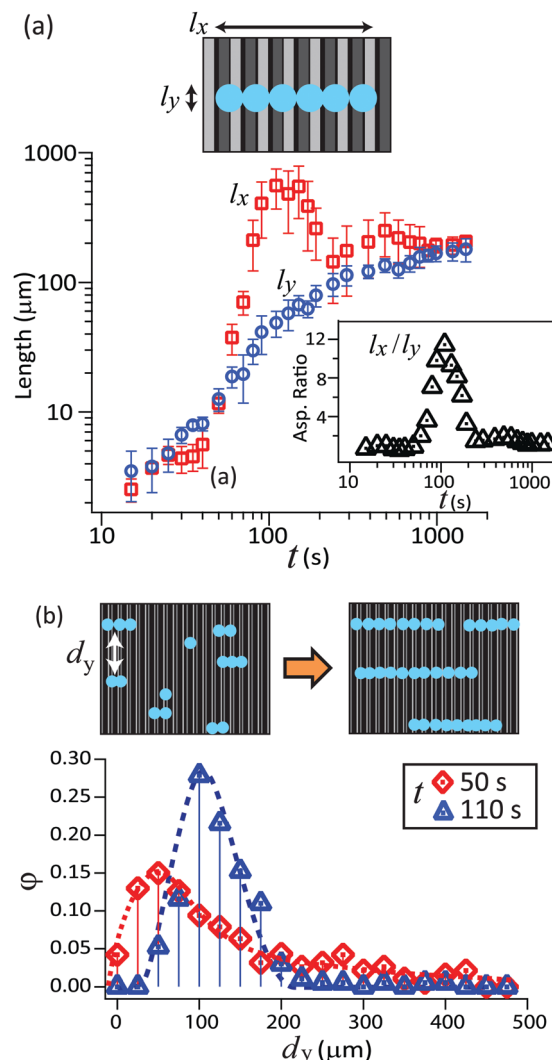 (a)
lx
ly
1000
100
10
Length (μm)
lx
ly
(a)
12
8
4
Asp. Ratio
lx/ly
10
100
1000
t(s)
10
100
1000
t (s)
(b)
dy
0.30
0.25
0.20
0.15
0.10
0.05
0.00
φ
t
50 s
110 s
0
100
200
300
400
500
dy (μm)